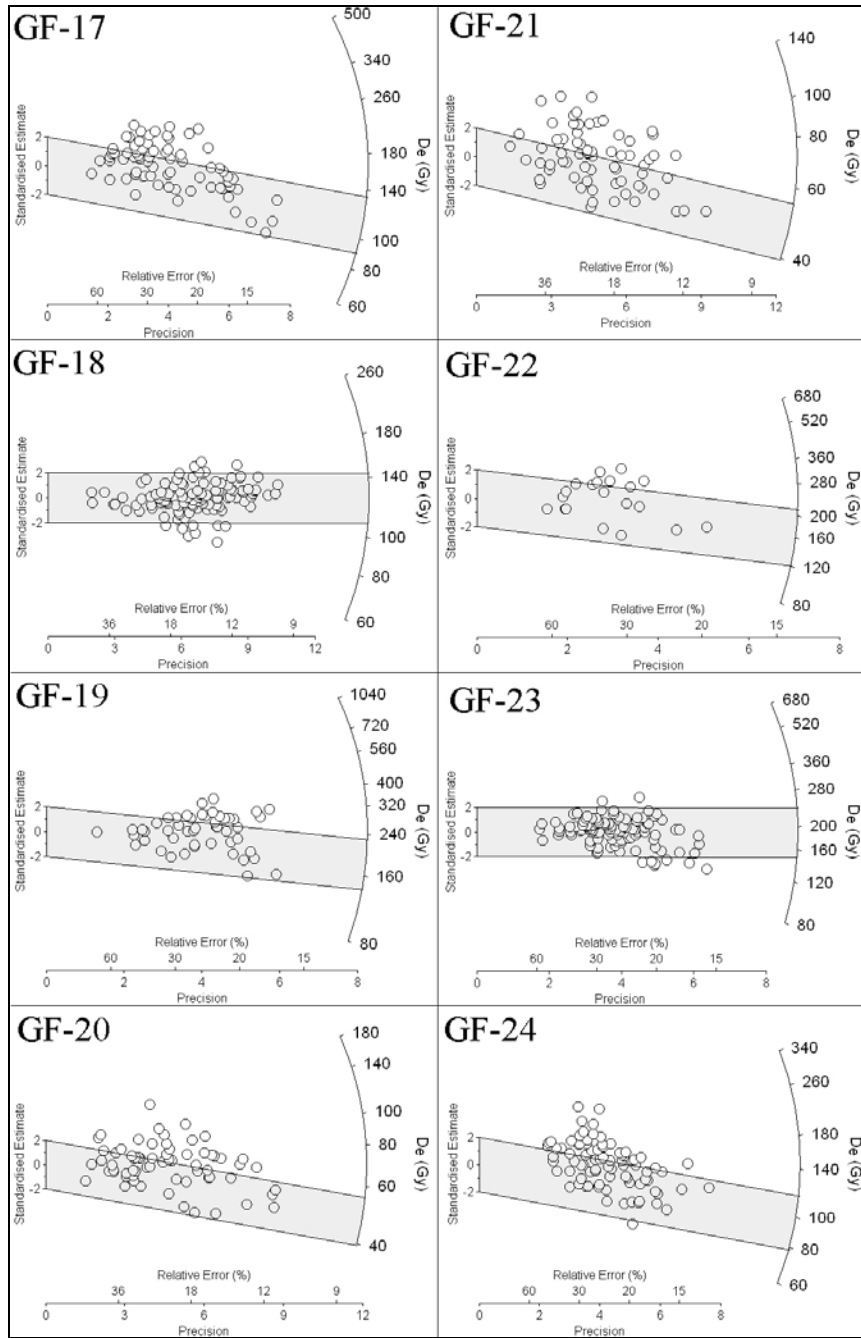 GF-17
500
340
260
180
140
100
80
60
De (Gy)
Standardised Estimate
2
0
-2
Relative Error (%)
60 30 20 15
0 2 4 6 8
Precision
GF-21
140
100
80
60
40
De (Gy)
Standardised Estimate
2
0
-2
Relative Error (%)
36 18 12 9
0 3 6 9 12
Precision
GF-18
260
180
140
100
80
60
De (Gy)
Standardised Estimate
2
0
-2
Relative Error (%)
36 18 12 9
0 3 6 9 12
Precision
GF-22
680
520
360
280
200
160
120
80
De (Gy)
Standardised Estimate
2
0
-2
Relative Error (%)
60 30 20 15
0 2 4 6 8
Precision
GF-19
1040
720
560
400
320
240
160
80
De (Gy)
Standardised Estimate
2
0
-2
Relative Error (%)
60 30 20 15
0 2 4 6 8
Precision
GF-23
680
520
360
280
200
160
120
80
De (Gy)
Standardised Estimate
2
0
-2
Relative Error (%)
60 30 20 15
0 2 4 6 8
Precision
GF-20
180
140
100
80
60
40
De (Gy)
Standardised Estimate
2
0
-2
Relative Error (%)
36 18 12 9
0 3 6 9 12
Precision
GF-24
340
260
180
140
100
80
60
De (Gy)
Standardised Estimate
2
0
-2
Relative Error (%)
60 30 20 15
0 2 4 6 8
Precision